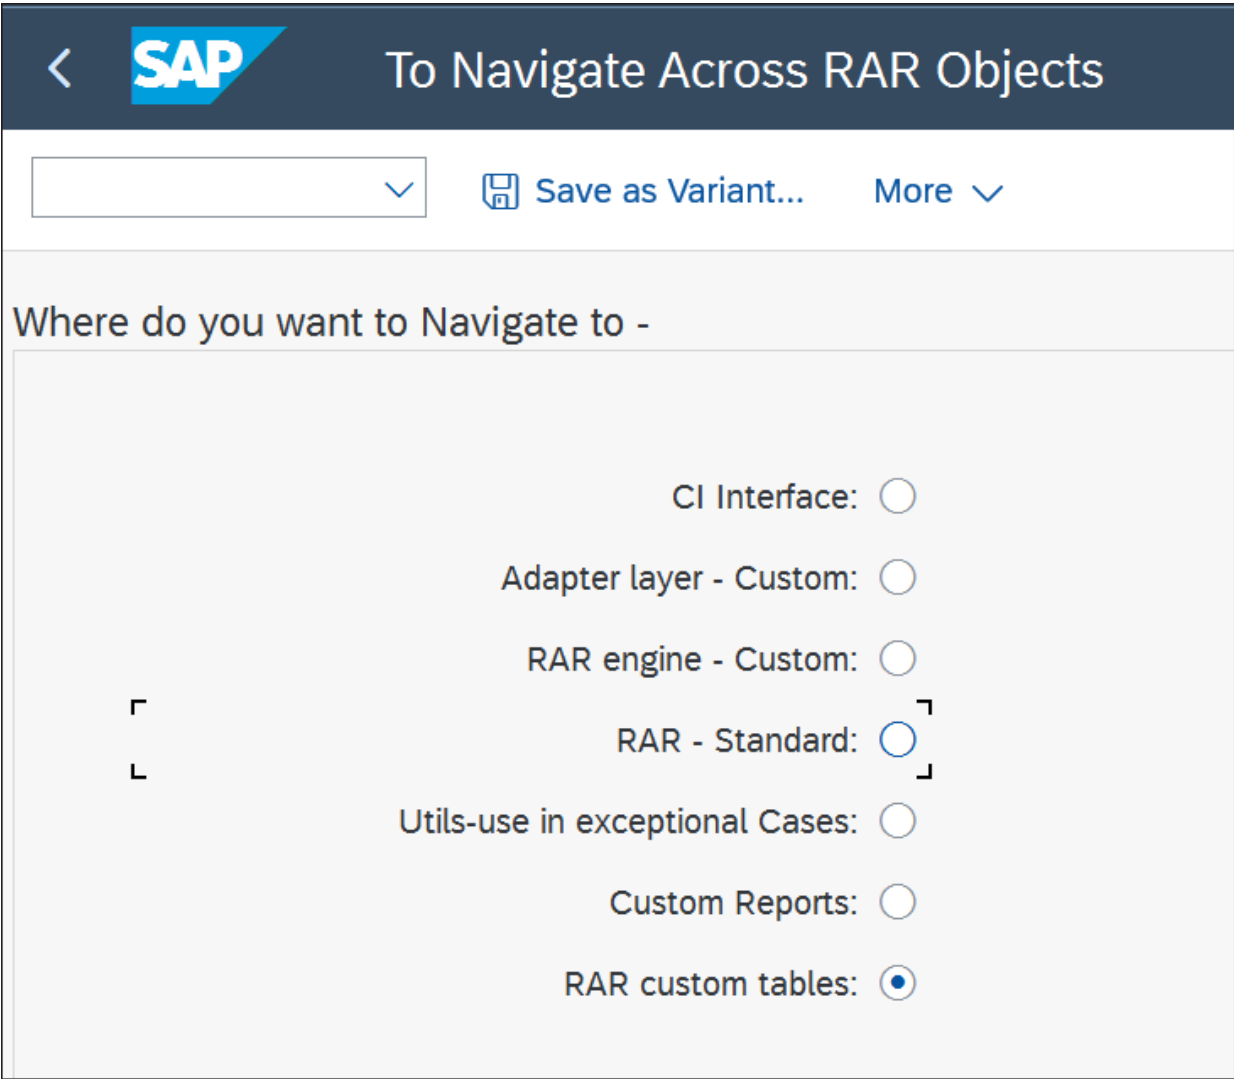 SAP To Navigate Across RAR Objects
Save as Variant... More
Where do you want to Navigate to -
CI Interface:
Adapter layer - Custom:
RAR engine - Custom:
RAR - Standard:
Utils-use in exceptional Cases:
Custom Reports:
RAR custom tables: